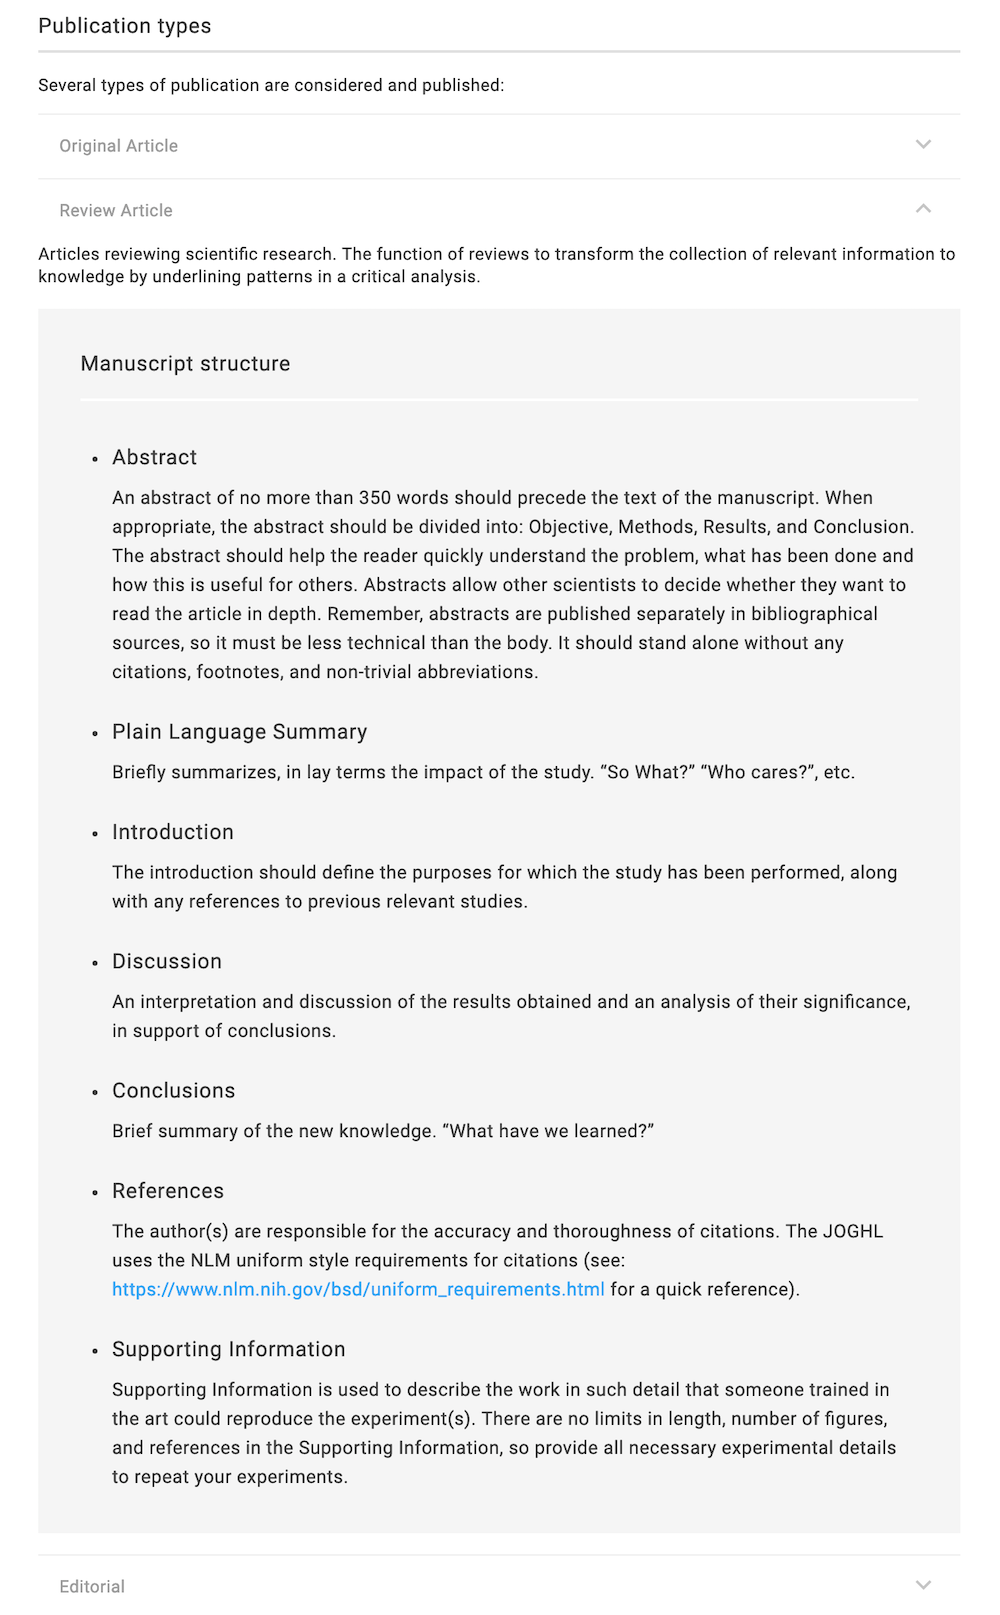 Publication types
Several types of publication are considered and published:
Original Article
Review Article
Articles reviewing scientific research. The function of reviews to transform the collection of relevant information to
knowledge by underlining patterns in a critical analysis.
Manuscript structure
Abstract
An abstract of no more than 350 words should precede the text of the manuscript. When
appropriate, the abstract should be divided into: Objective, Methods, Results, and Conclusion.
The abstract should help the reader quickly understand the problem, what has been done and
how this is useful for others. Abstracts allow other scientists to decide whether they want to
read the article in depth. Remember, abstracts are published separately in bibliographical
sources, so it must be less technical than the body. It should stand alone without any
citations, footnotes, and non-trivial abbreviations.
Plain Language Summary
Briefly summarizes, in lay terms the impact of the study. “So What?” “Who cares?”, etc.
Introduction
The introduction should define the purposes for which the study has been performed, along
with any references to previous relevant studies.
Discussion
An interpretation and discussion of the results obtained and an analysis of their significance,
in support of conclusions.
Conclusions
Brief summary of the new knowledge. “What have we learned?”
References
The author(s) are responsible for the accuracy and thoroughness of citations. The JOGHL
uses the NLM uniform style requirements for citations (see:
https://www.nlm.nih.gov/bsd/uniform_requirements.html for a quick reference).
Supporting Information
Supporting Information is used to describe the work in such detail that someone trained in
the art could reproduce the experiment(s). There are no limits in length, number of figures,
and references in the Supporting Information, so provide all necessary experimental details
to repeat your experiments.
Editorial